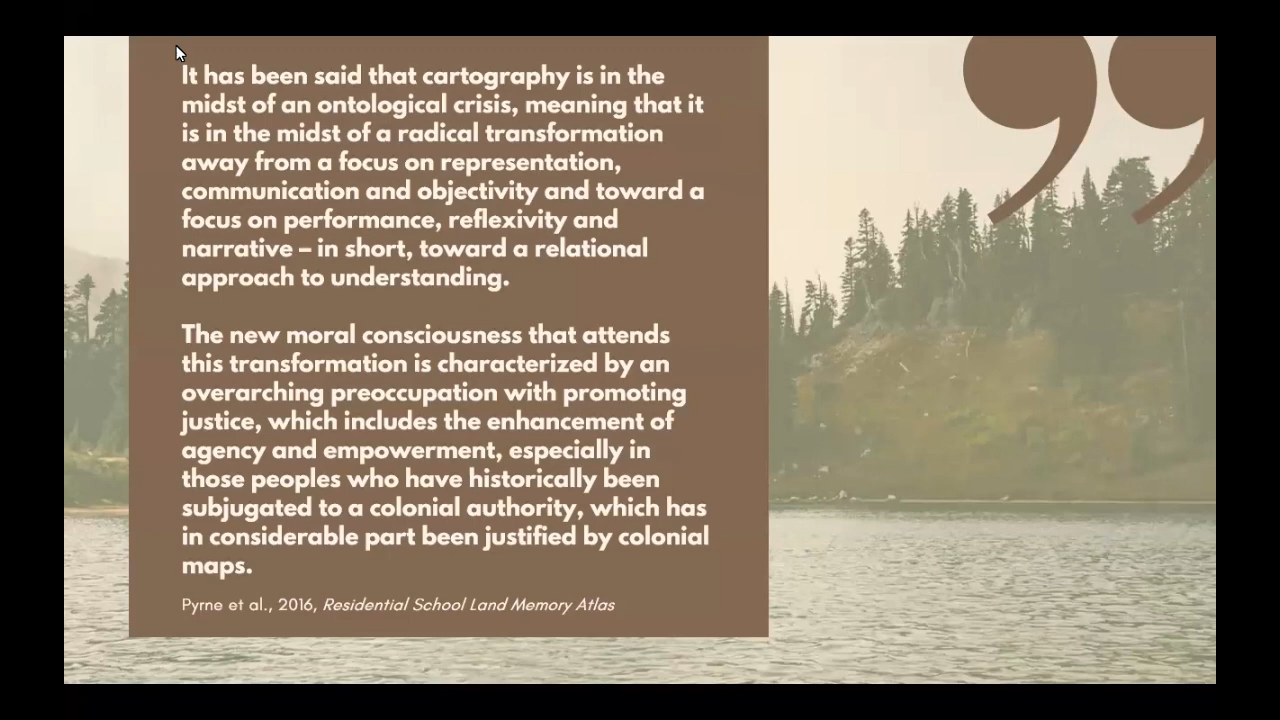 It has been said that cartography is in the
midst of an ontological crisis, meaning that it
is in the midst of a radical transformation
away from a focus on representation,
communication and objectivity and toward a
focus on performance, reflexivity and
narrative – in short, toward a relational
approach to understanding.
The new moral consciousness that attends
this transformation is characterized by an
overarching preoccupation with promoting
justice, which includes the enhancement of
agency and empowerment, especially in
those peoples who have historically been
subjugated to a colonial authority, which has
in considerable part been justified by colonial
maps.
Pyrne et al., 2016, Residential School Land Memory Atlas